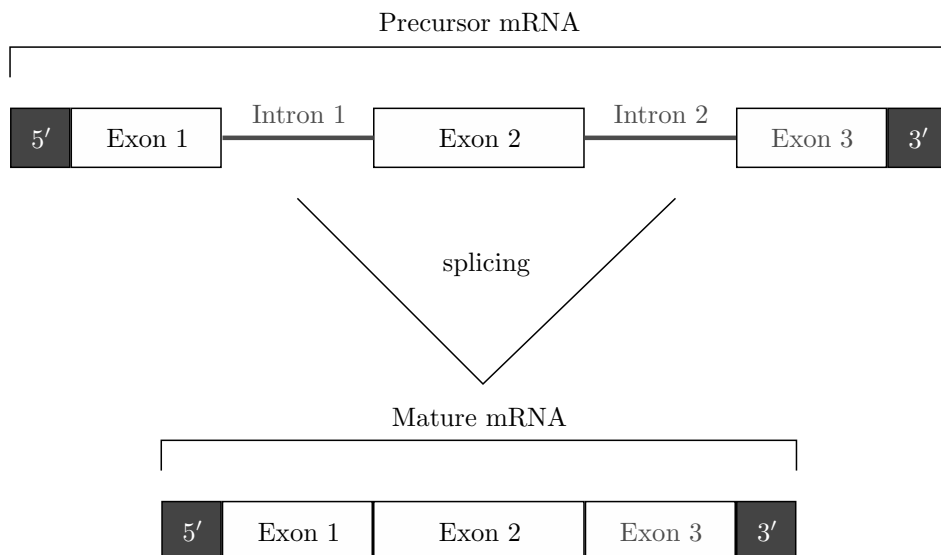 Precursor mRNA
Intron 1 Intron 2
5′ Exon 1 Exon 2 Exon 3 3′
splicing
Mature mRNA
5′ Exon 1 Exon 2 Exon 3 3′